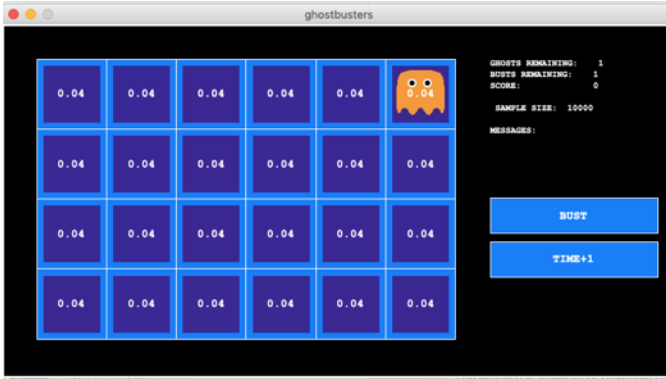 ghostbusters
0.04 0.04 0.04 0.04 0.04 0.04
0.04 0.04 0.04 0.04 0.04 0.04
0.04 0.04 0.04 0.04 0.04 0.04
0.04 0.04 0.04 0.04 0.04 0.04
GHOSTS REMAINING: 1
BUSTS REMAINING: 1
SCORE: 0
SAMPLE SIZE: 10000
MESSAGES:
BUST
TIME+1